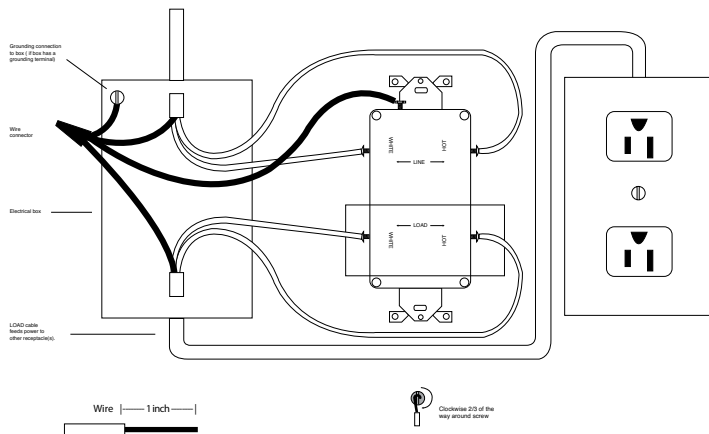 Grounding connection
to box ( if box has a
grounding terminal)
Wire
connector
Electrical box
LOAD cable
feeds power to
other receptacle(s).
WHITE
HOT
LINE
LOAD
WHITE
HOT
Wire
1 inch
Clockwise 2/3 of the
way around screw